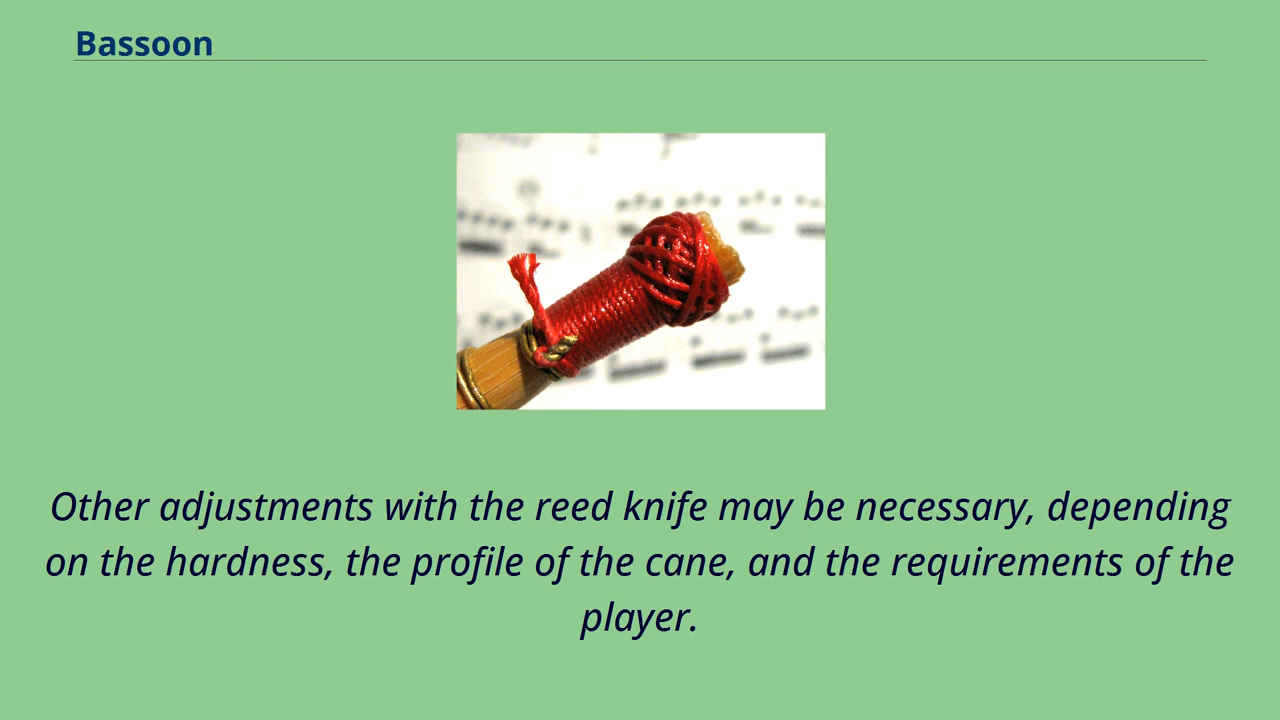 Bassoon
Other adjustments with the reed knife may be necessary, depending
on the hardness, the profile of the cane, and the requirements of the
player.